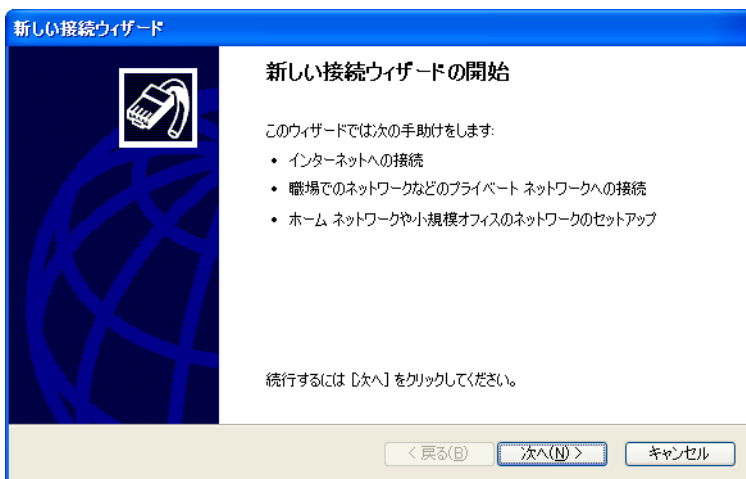 新しい接続ウィザード
新しい接続ウィザードの開始
このウィザードでは次の手助けをします:
• インターネットへの接続
• 職場でのネットワークなどのプライベート ネットワークへの接続
• ホーム ネットワークや小規模オフィスのネットワークのセットアップ
続行するには [次へ] をクリックしてください。
< 戻る(B) 次へ(N) > キャンセル